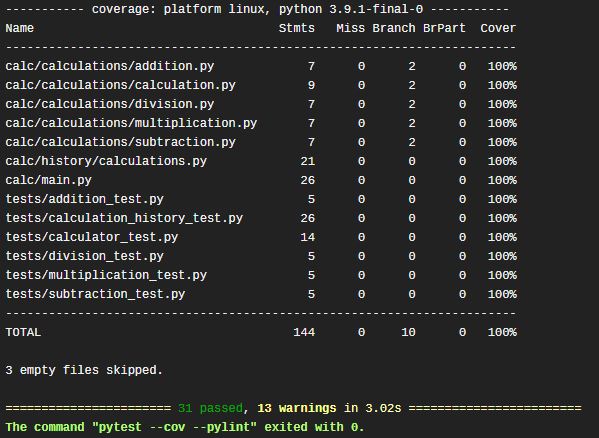 ----------- coverage: platform linux, python 3.9.1-final-0 -----------
Name                                  Stmts   Miss Branch BrPart  Cover
-----------------------------------------------------------------------
calc/calculations/addition.py             7      0      2      0   100%
calc/calculations/calculation.py          9      0      2      0   100%
calc/calculations/division.py             7      0      2      0   100%
calc/calculations/multiplication.py       7      0      2      0   100%
calc/calculations/subtraction.py          7      0      2      0   100%
calc/history/calculations.py             21      0      0      0   100%
calc/main.py                             26      0      0      0   100%
tests/addition_test.py                    5      0      0      0   100%
tests/calculation_history_test.py        26      0      0      0   100%
tests/calculator_test.py                 14      0      0      0   100%
tests/division_test.py                    5      0      0      0   100%
tests/multiplication_test.py              5      0      0      0   100%
tests/subtraction_test.py                 5      0      0      0   100%
-----------------------------------------------------------------------
TOTAL                                   144      0     10      0   100%
3 empty files skipped.
======================= 31 passed, 13 warnings in 3.02s ========================
The command "pytest --cov --pylint" exited with 0.